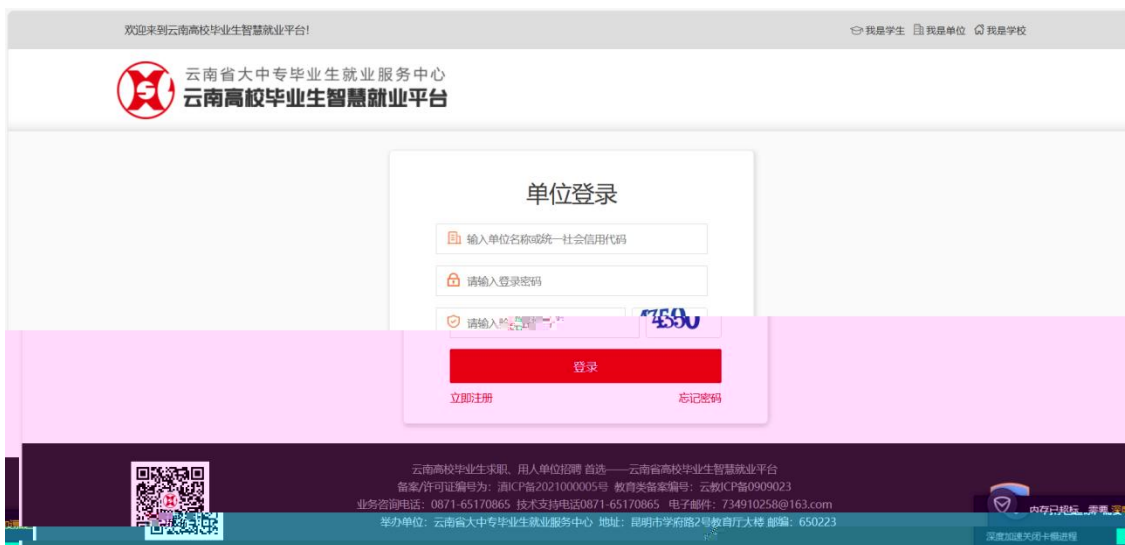 欢迎来到云南高校毕业生智慧就业平台!
我是学生 我是单位 我是学校
云南省大中专毕业生就业服务中心
云南高校毕业生智慧就业平台
单位登录
输入单位名称或统一社会信用代码
请输入登录密码
请输入
登录
立即注册 忘记密码
云南高校毕业生求职、用人单位招聘 首选——云南省高校毕业生智慧就业平台
备案/许可证编号为:滇ICP备2021000005号 教育类备案编号:云教ICP备0909023
业务咨询电话:0871-65170865 技术支持电话0871-65170865 电子邮件:734910258@163.com
举办单位:云南省大中专毕业生就业服务中心 地址:昆明市学府路2号教育厅大楼 邮编:650223
内存已超标,需要
深度加速关闭卡慢进程